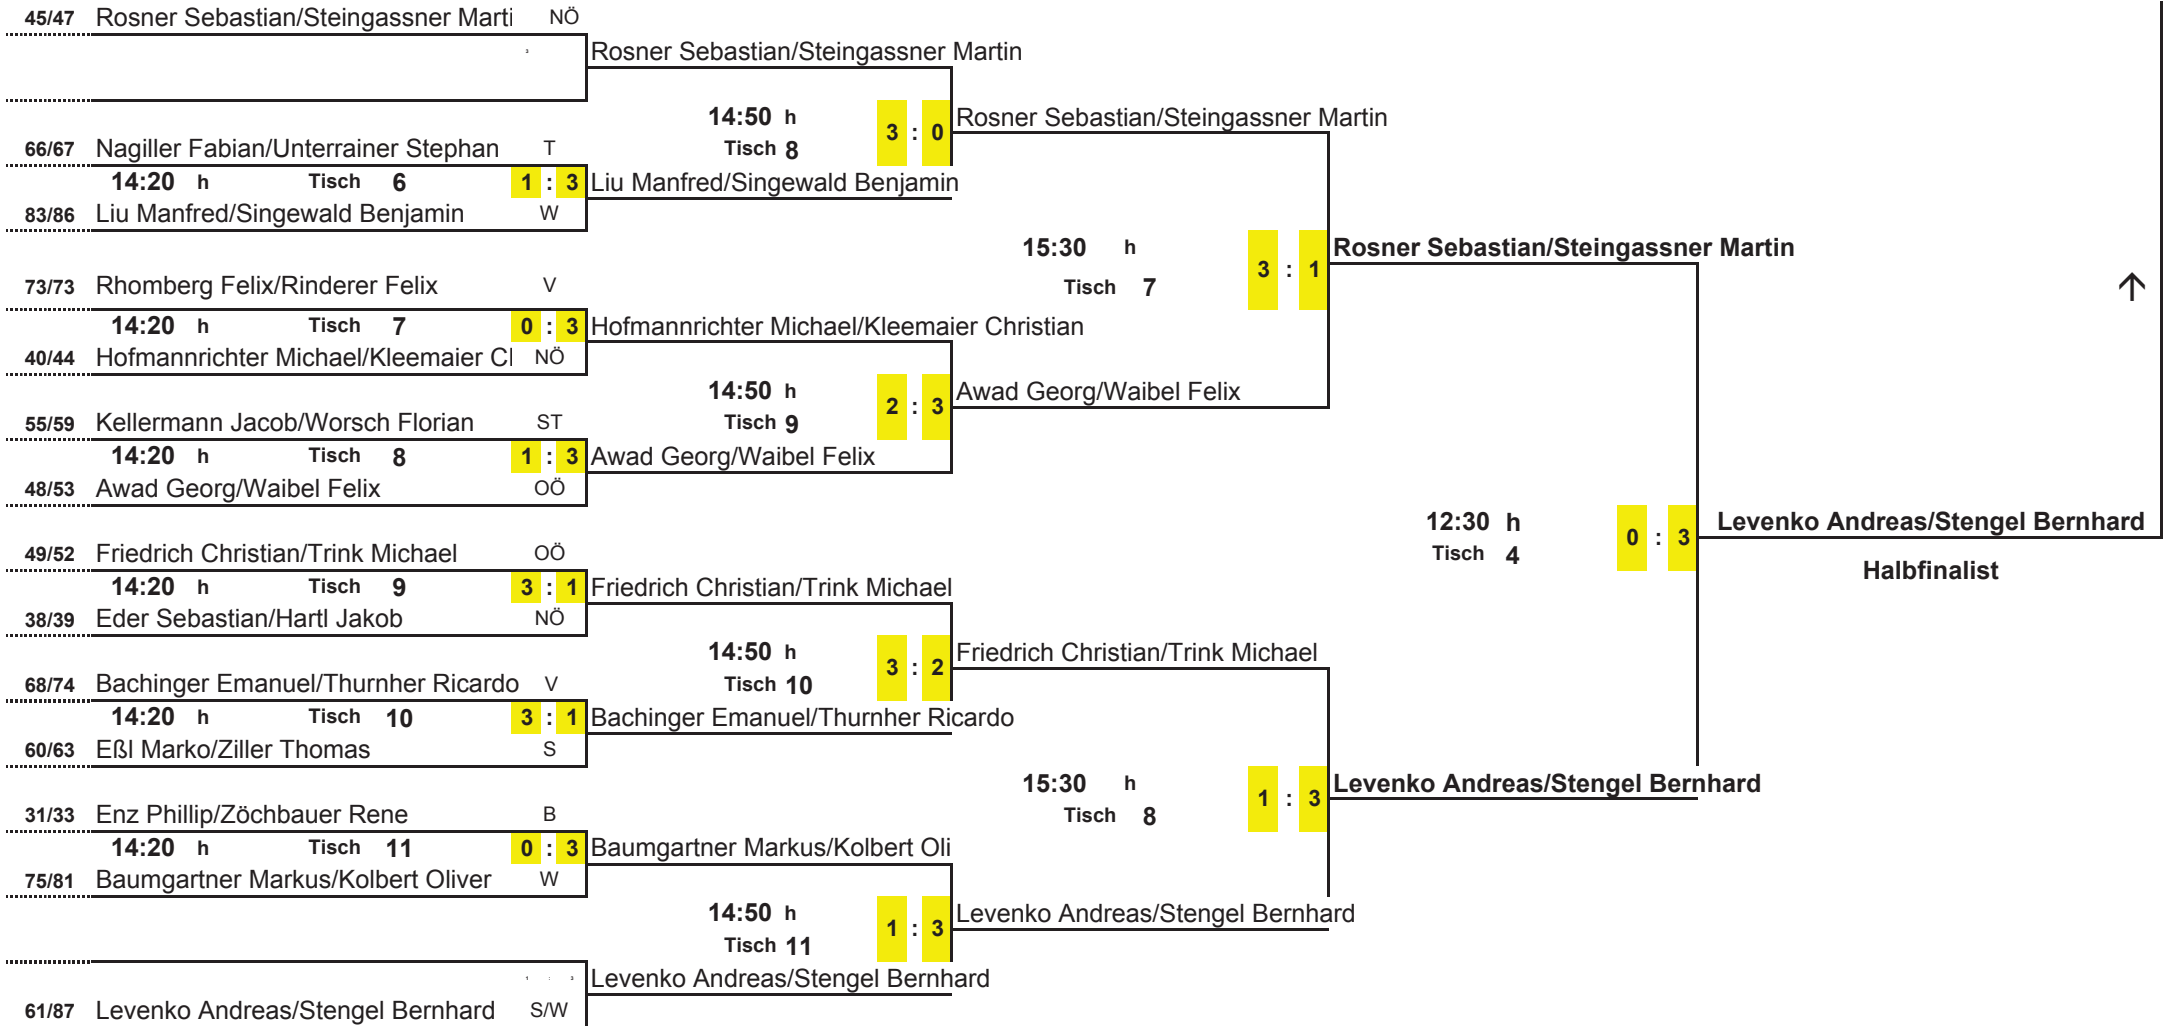 45/47 Rosner Sebastian/Steingassner Marti NÖ
Rosner Sebastian/Steingassner Martin
14:50 h 3 : 0 Rosner Sebastian/Steingassner Martin
66/67 Nagiller Fabian/Unterrainer Stephan T Tisch 8
14:20 h Tisch 6 1 : 3 Liu Manfred/Singewald Benjamin
83/86 Liu Manfred/Singewald Benjamin W
15:30 h 3 : 1 Rosner Sebastian/Steingassner Martin
73/73 Rhomberg Felix/Rinderer Felix V Tisch 7
14:20 h Tisch 7 0 : 3 Hofmannrichter Michael/Kleemaier Christian
40/44 Hofmannrichter Michael/Kleemaier Cl NÖ
14:50 h 2 : 3 Awad Georg/Waibel Felix
55/59 Kellermann Jacob/Worsch Florian ST Tisch 9
14:20 h Tisch 8 1 : 3 Awad Georg/Waibel Felix
48/53 Awad Georg/Waibel Felix OÖ
12:30 h 0 : 3 Levenko Andreas/Stengel Bernhard
49/52 Friedrich Christian/Trink Michael OÖ Tisch 4
Halbfinalist
14:20 h Tisch 9 3 : 1 Friedrich Christian/Trink Michael
38/39 Eder Sebastian/Hartl Jakob NÖ
14:50 h 3 : 2 Friedrich Christian/Trink Michael
68/74 Bachinger Emanuel/Thurnher Ricardo V Tisch 10
14:20 h Tisch 10 3 : 1 Bachinger Emanuel/Thurnher Ricardo
60/63 Eßl Marko/Ziller Thomas S
15:30 h 1 : 3 Levenko Andreas/Stengel Bernhard
31/33 Enz Phillip/Zöchbauer Rene B Tisch 8
14:20 h Tisch 11 0 : 3 Baumgartner Markus/Kolbert Oli
75/81 Baumgartner Markus/Kolbert Oliver W
14:50 h 1 : 3 Levenko Andreas/Stengel Bernhard
Tisch 11
Levenko Andreas/Stengel Bernhard
61/87 Levenko Andreas/Stengel Bernhard S/W